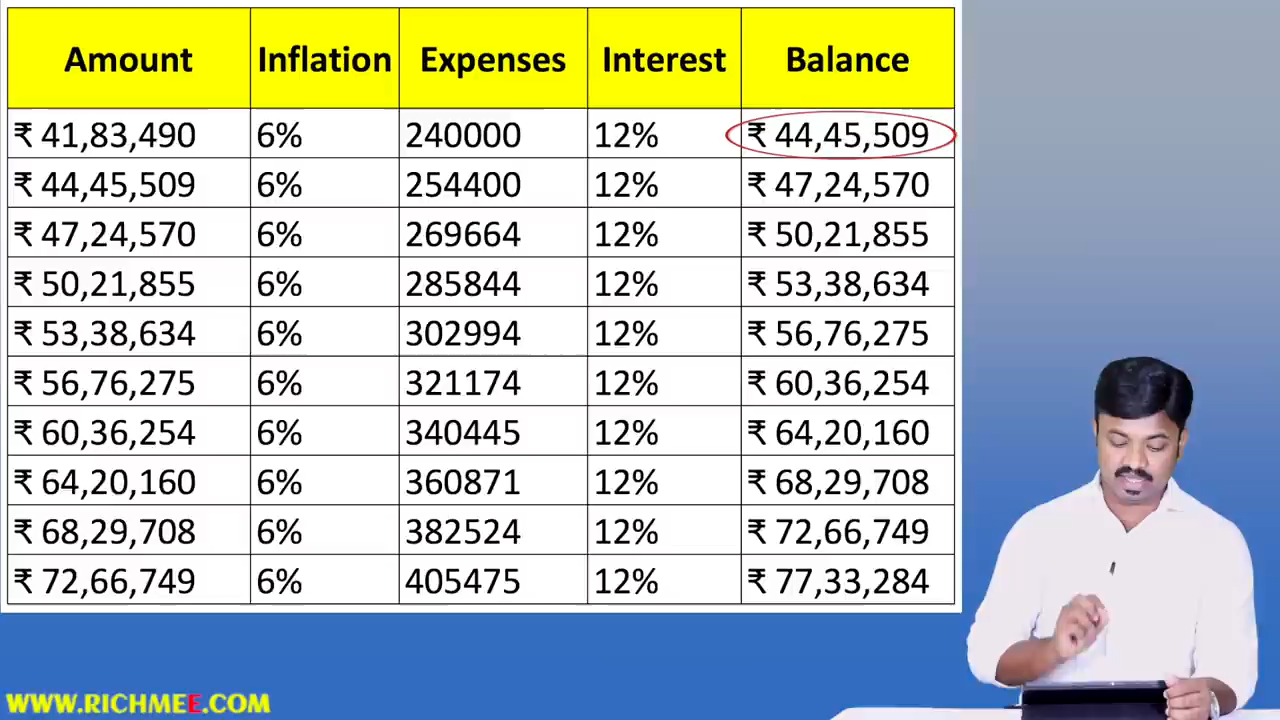 Amount Inflation Expenses Interest Balance
₹ 41,83,490 6% 240000 12% ₹ 44,45,509
₹ 44,45,509 6% 254400 12% ₹ 47,24,570
₹ 47,24,570 6% 269664 12% ₹ 50,21,855
₹ 50,21,855 6% 285844 12% ₹ 53,38,634
₹ 53,38,634 6% 302994 12% ₹ 56,76,275
₹ 56,76,275 6% 321174 12% ₹ 60,36,254
₹ 60,36,254 6% 340445 12% ₹ 64,20,160
₹ 64,20,160 6% 360871 12% ₹ 68,29,708
₹ 68,29,708 6% 382524 12% ₹ 72,66,749
₹ 72,66,749 6% 405475 12% ₹ 77,33,284
WWW.RICHMEE.COM